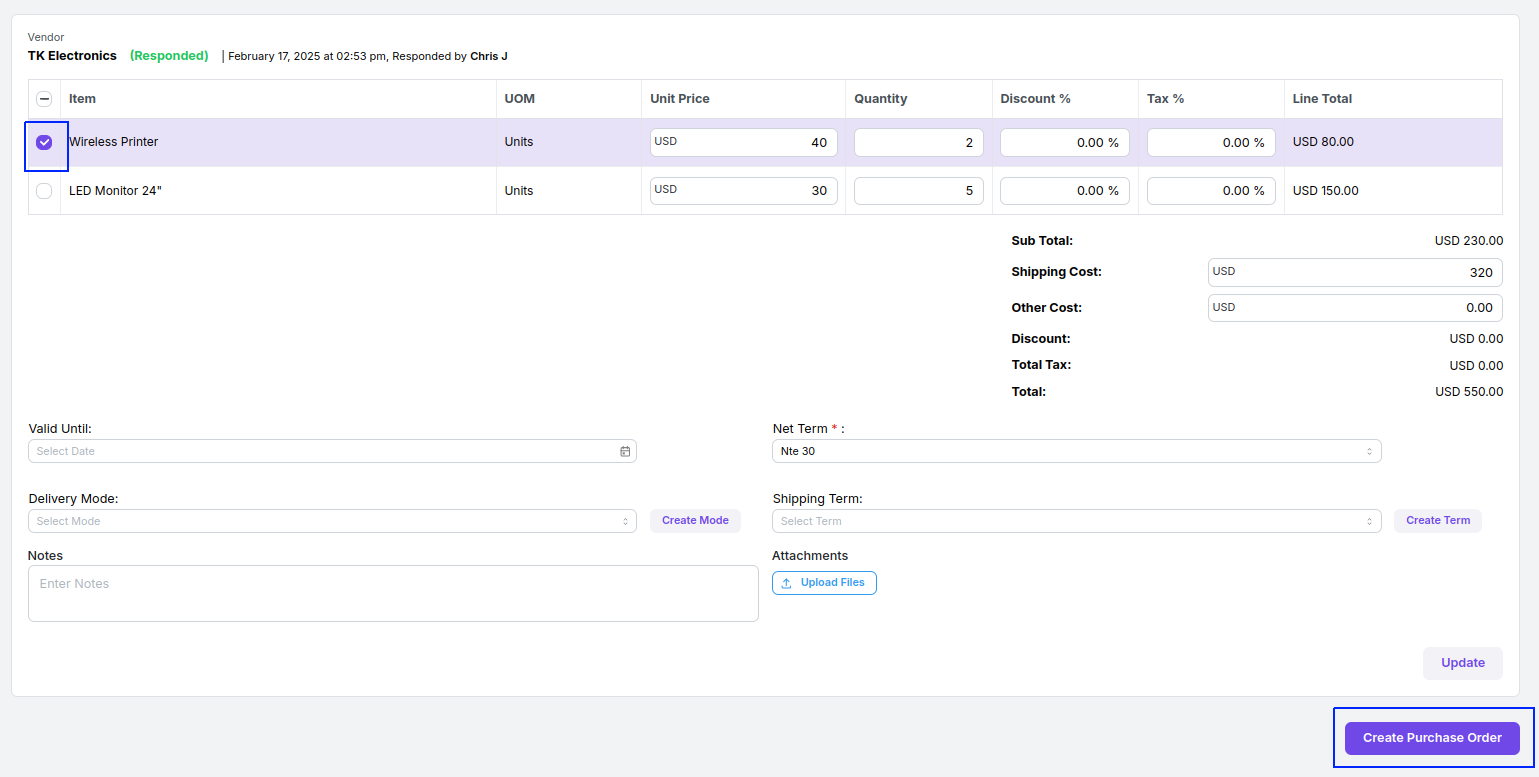 Vendor
TK Electronics (Responded) | February 17, 2025 at 02:53 pm, Responded by Chris J
Item UOM Unit Price Quantity Discount % Tax % Line Total
Wireless Printer Units USD 40 2 0.00 % 0.00 % USD 80.00
LED Monitor 24" Units USD 30 5 0.00 % 0.00 % USD 150.00
Sub Total: USD 230.00
Shipping Cost: USD 320
Other Cost: USD 0.00
Discount: USD 0.00
Total Tax: USD 0.00
Total: USD 550.00
Valid Until: Net Term * :
Select Date Nte 30
Delivery Mode: Shipping Term:
Select Mode Create Mode Select Term Create Term
Notes Attachments
Enter Notes Upload Files
Update
Create Purchase Order